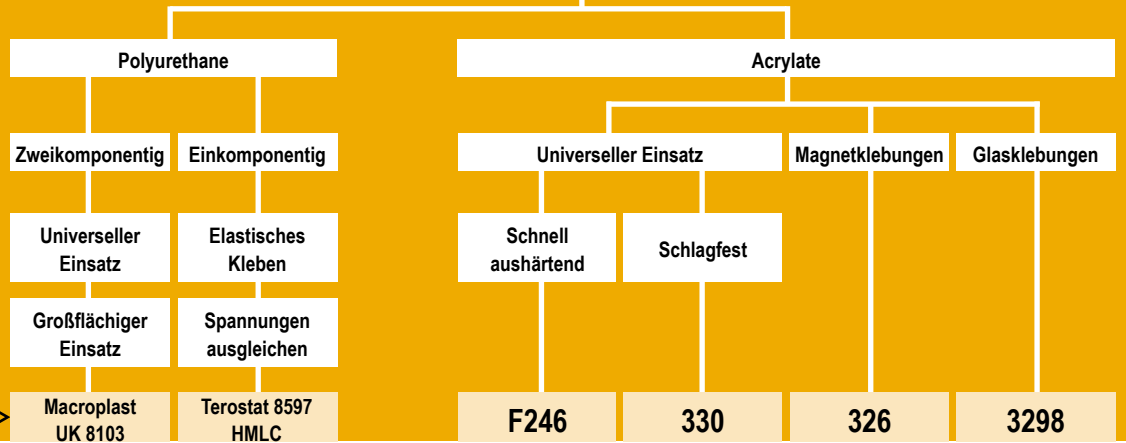 Polyurethane
Acrylate
Zweikomponentig
Einkomponentig
Universeller Einsatz
Magnetklebungen
Glasklebungen
Universeller
Einsatz
Elastisches
Kleben
Schnell
aushärtend
Schlagfest
Großflächiger
Einsatz
Spannungen
ausgleichen
Macroplast
UK 8103
Terostat 8597
HMLC
F246
330
326
3298